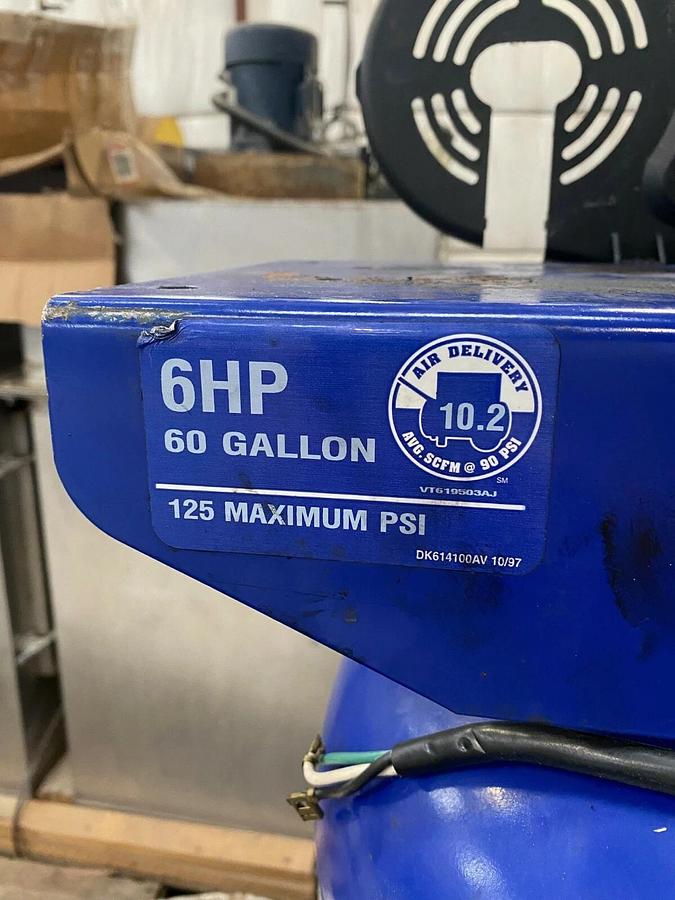 6HP
60 GALLON
AIR DELIVERY
10.2
AVG. SCFM @ 90 PSI
SM
VT619503AJ
125 MAXIMUM PSI
DK614100AV 10/97